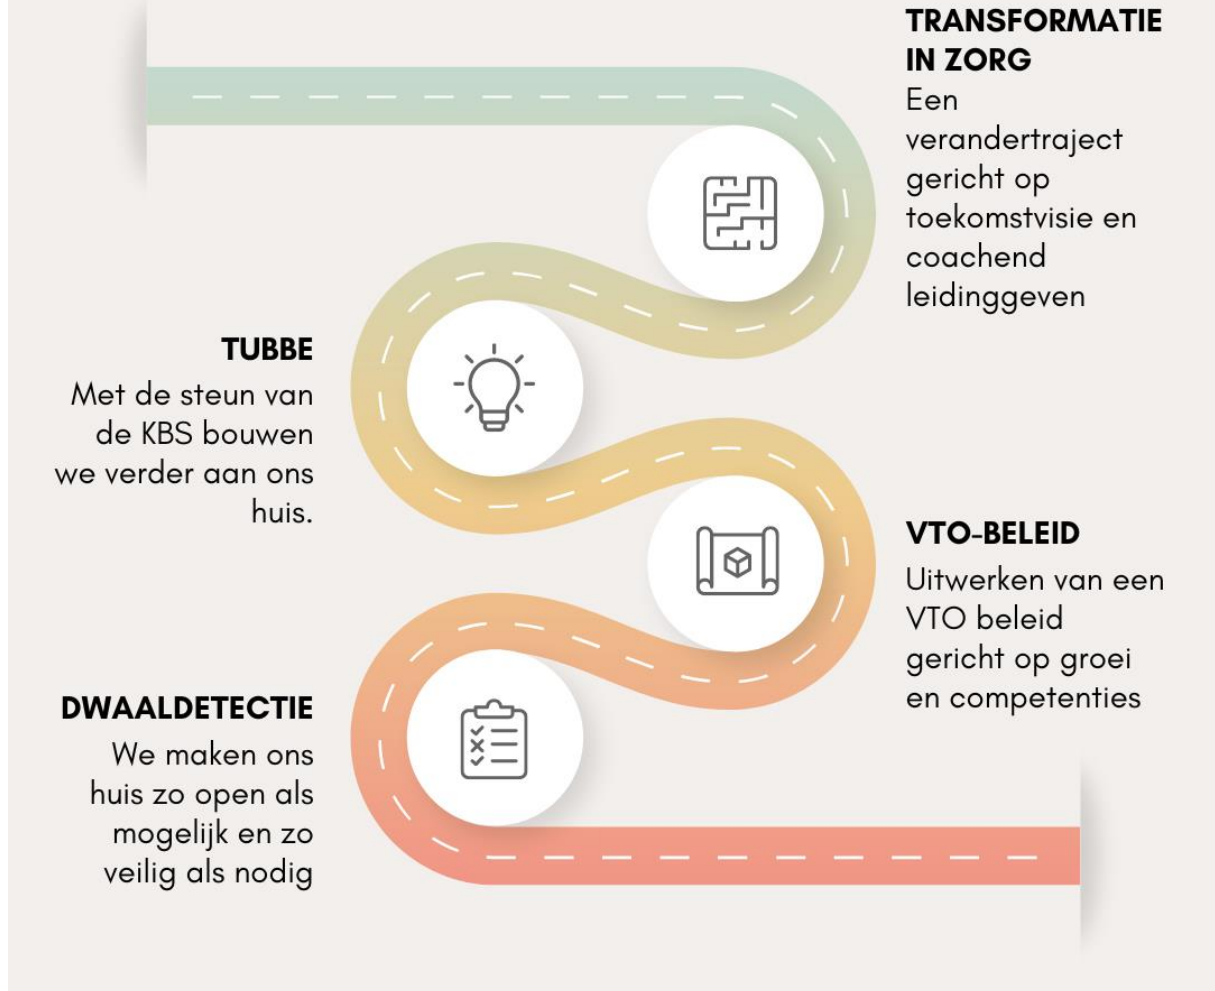 TRANSFORMATIE
IN ZORG
Een
verandertraject
gericht op
toekomstvisie en
coachend
leidinggeven
TUBBE
Met de steun van
de KBS bouwen
we verder aan ons
huis.
VTO-BELEID
Uitwerken van een
VTO beleid
gericht op groei
en competenties
DWAALDETECTIE
We maken ons
huis zo open als
mogelijk en zo
veilig als nodig